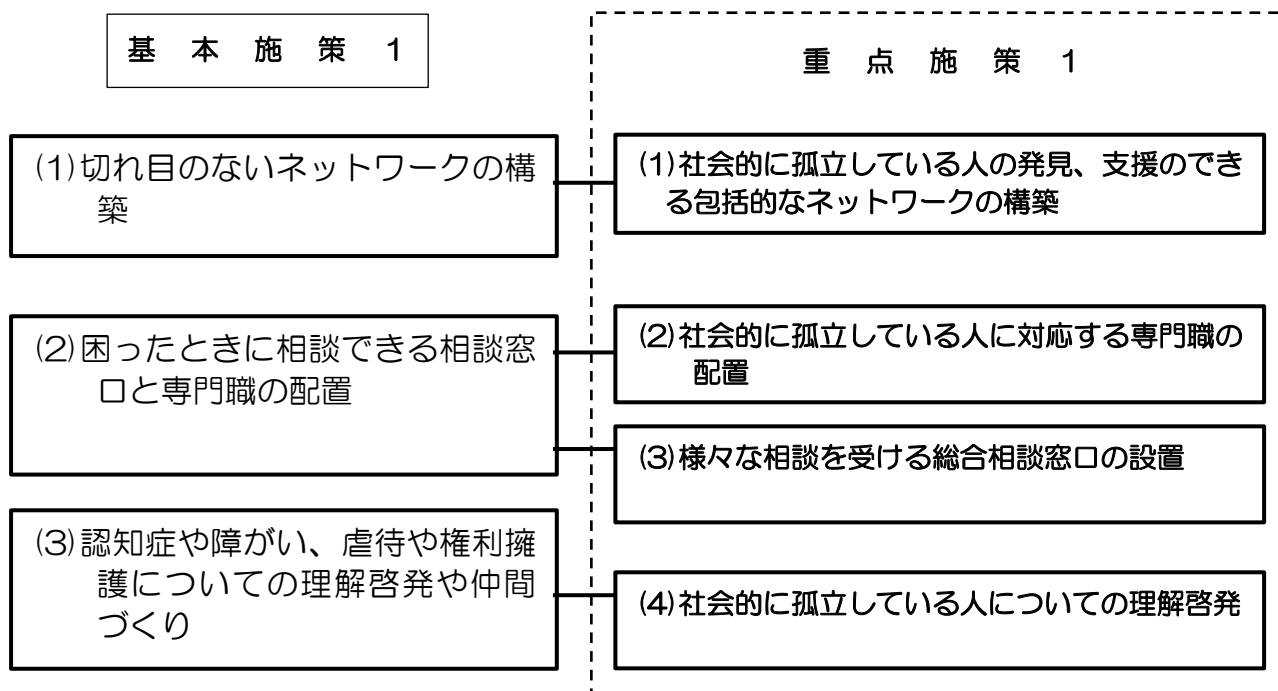 基 本 施 策 1
(1)切れ目のないネットワークの構
築
(2)困ったときに相談できる相談窓
口と専門職の配置
(3)認知症や障がい、虐待や権利擁
護についての理解啓発や仲間
づくり
重 点 施 策 1
(1)社会的に孤立している人の発見、支援のでき
る包括的なネットワークの構築
(2)社会的に孤立している人に対応する専門職の
配置
(3)様々な相談を受ける総合相談窓口の設置
(4)社会的に孤立している人についての理解啓発